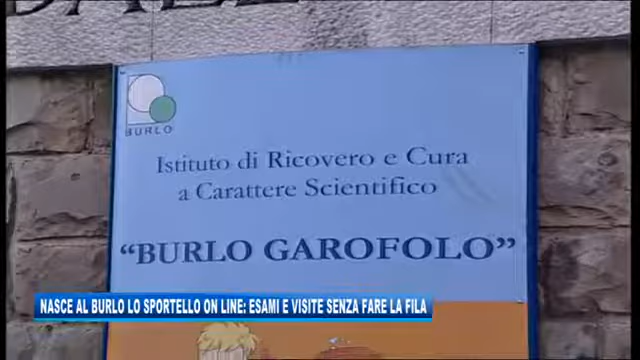 BURLO
Istituto di Ricovero e Cura
a Carattere Scientifico
“BURLO GAROFOLO”
NASCE AL BURLO LO SPORTELLO ON LINE: ESAMI E VISITE SENZA FARE LA FILA